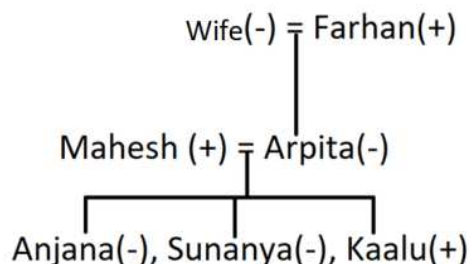 Wife(-) = Farhan(+)
Mahesh (+) = Arpita(-)
Anjana(-), Sunanya(-), Kaalu(+)